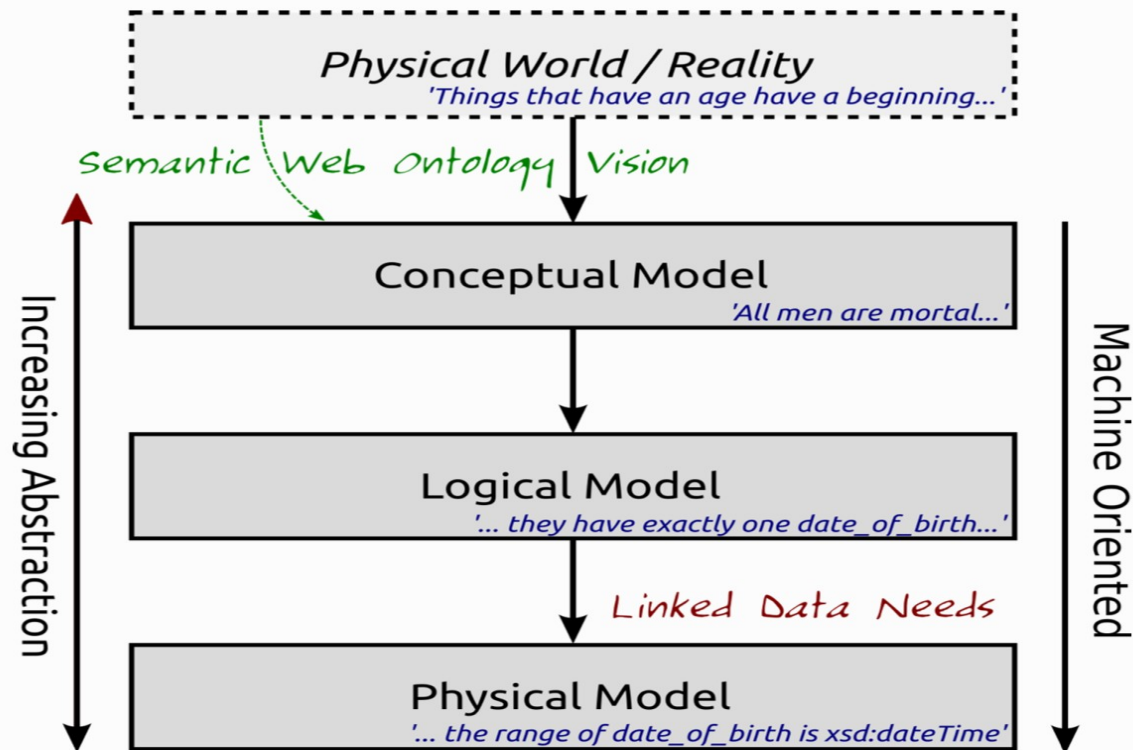 Physical World / Reality
'Things that have an age have a beginning...'
Semantic Web Ontology Vision
Conceptual Model
'All men are mortal...'
Increasing Abstraction
Machine Oriented
Logical Model
'... they have exactly one date_of_birth...'
Linked Data Needs
Physical Model
'... the range of date_of_birth is xsd:dateTime'